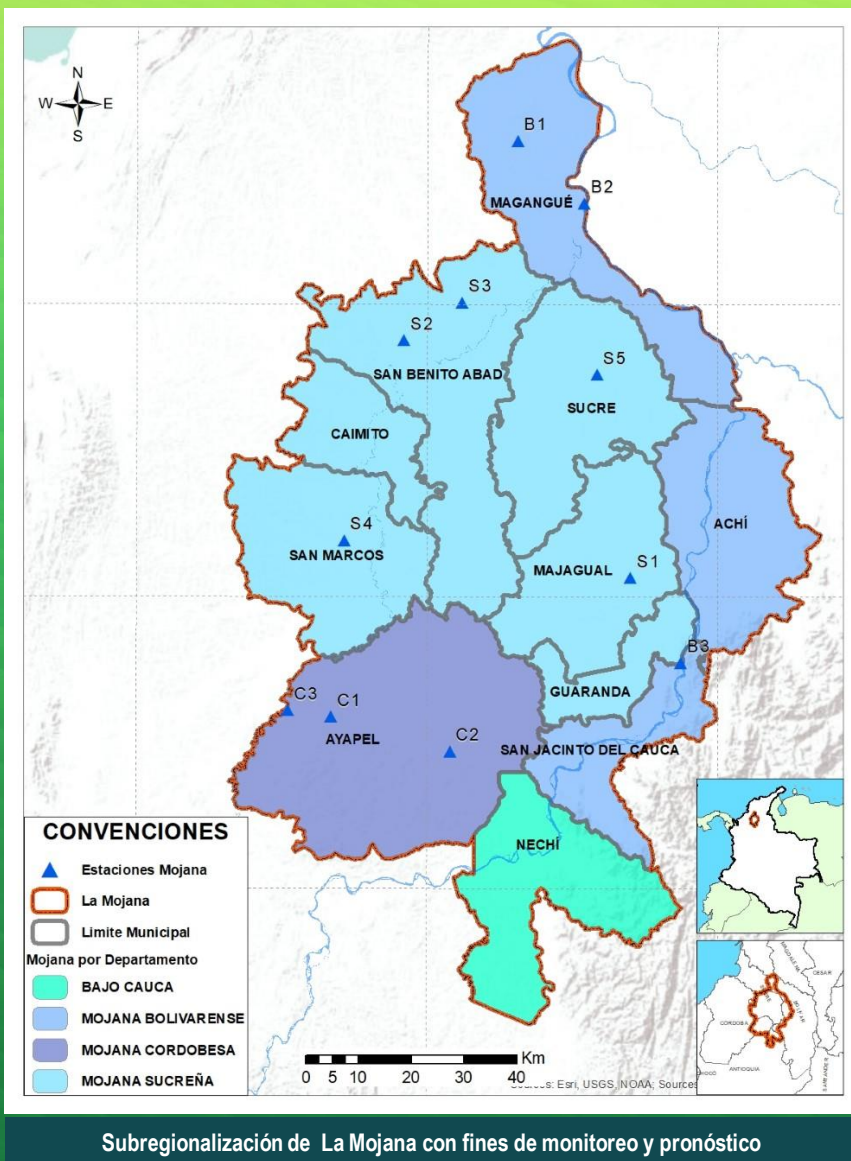 N
W E
S
B1
B2
MAGANGUÉ
S3
S2
SAN BENITO ABAD
S5
SUCRE
CAIMITO
S4
SAN MARCOS
ACHÍ
MAJAGUAL
S1
B3
GUARANDA
C3
C1
AYAPEL
C2
SAN JACINTO DEL CAUCA
NECHÍ
CONVENCIONES
Estaciones Mojana
La Mojana
Limite Municipal
Mojana por Departamento
BAJO CAUCA
MOJANA BOLIVARENSE
MOJANA CORDOBESA
MOJANA SUCREÑA
Km
0 5 10 20 30 40
Sources: Esri, USGS, NOAA; Sources
CESAR
CORDOBA
ANTIOQUIA
Subregionalización de La Mojana con fines de monitoreo y pronóstico